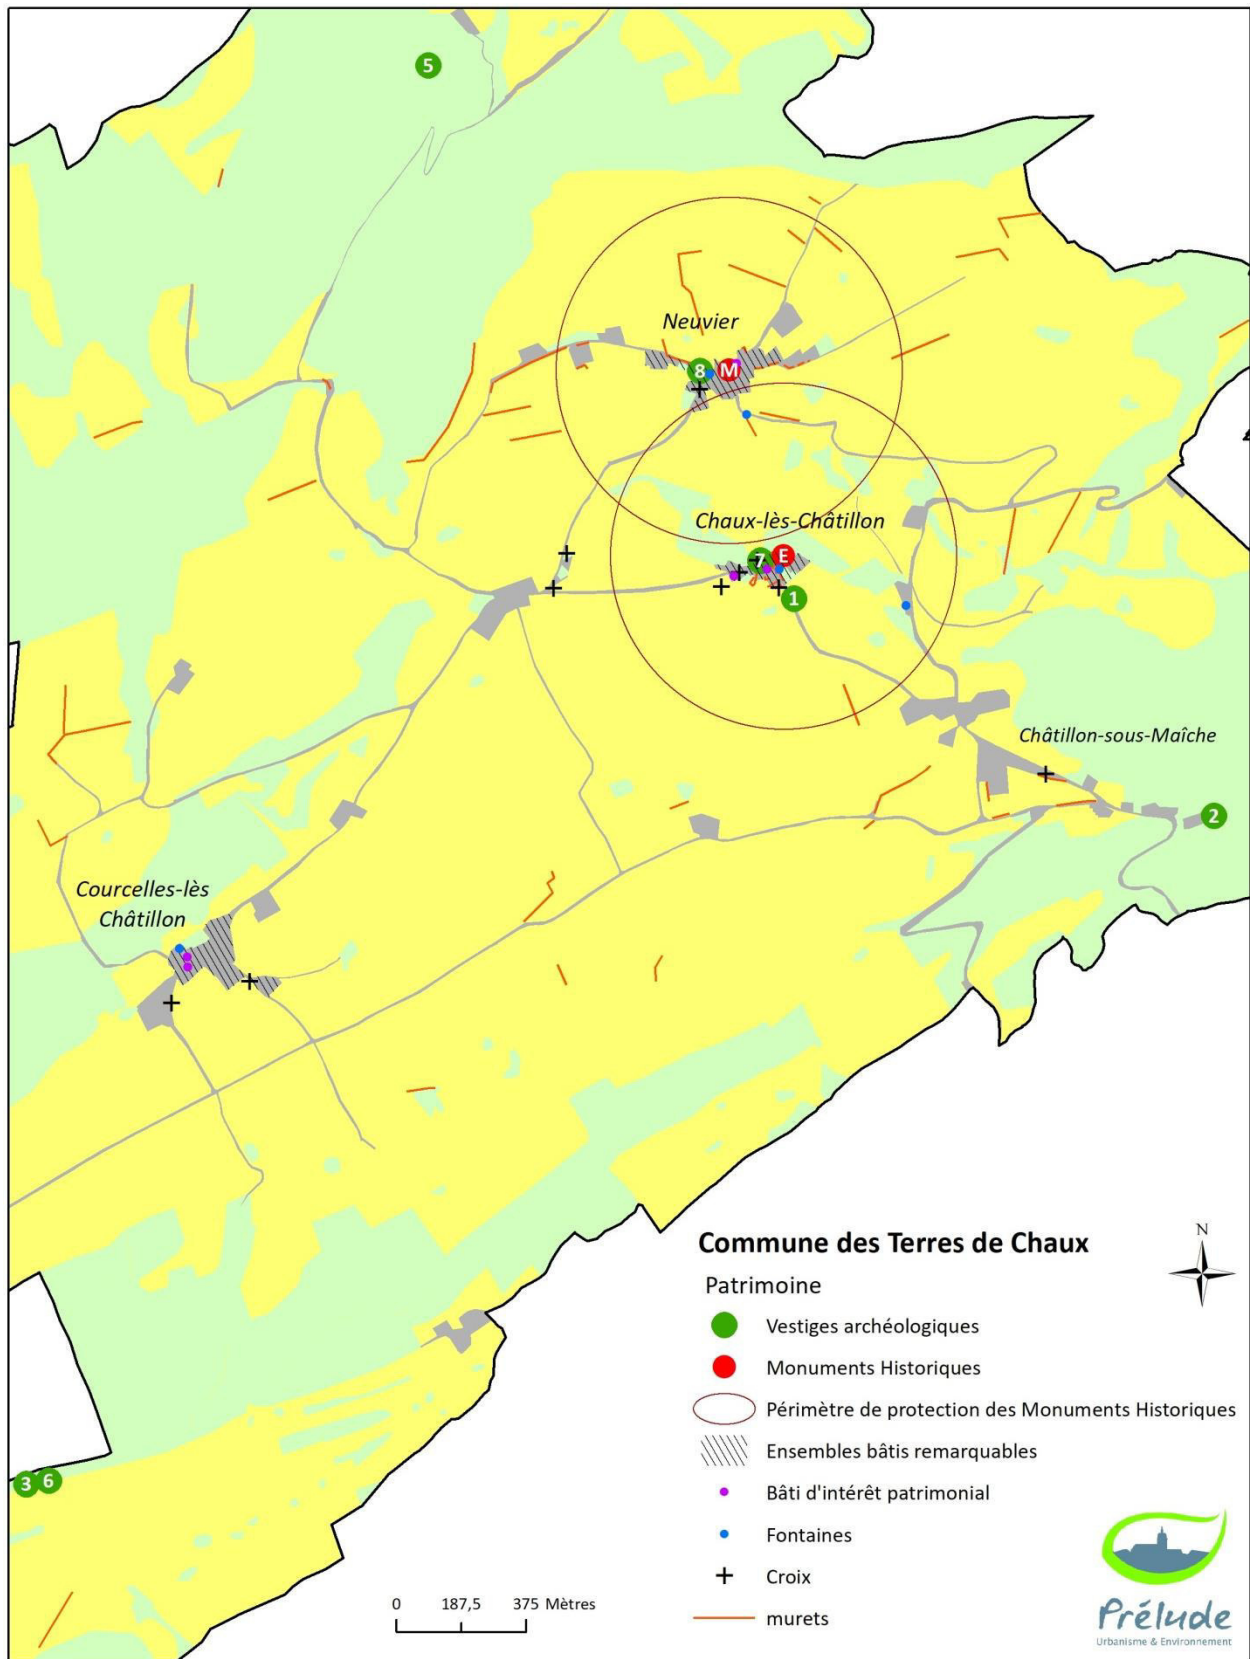 5
Neuvier
8
M
Chaux-lès-Châtillon
7
E
1
Châtillon-sous-Maîche
2
Courcelles-lès
Châtillon
3
6
Commune des Terres de Chaux
N
Patrimoine
Vestiges archéologiques
Monuments Historiques
Périmètre de protection des Monuments Historiques
Ensembles bâtis remarquables
Bâti d'intérêt patrimonial
Fontaines
Croix
murets
0 187,5 375 Mètres
Prélude
Urbanisme & Environnement